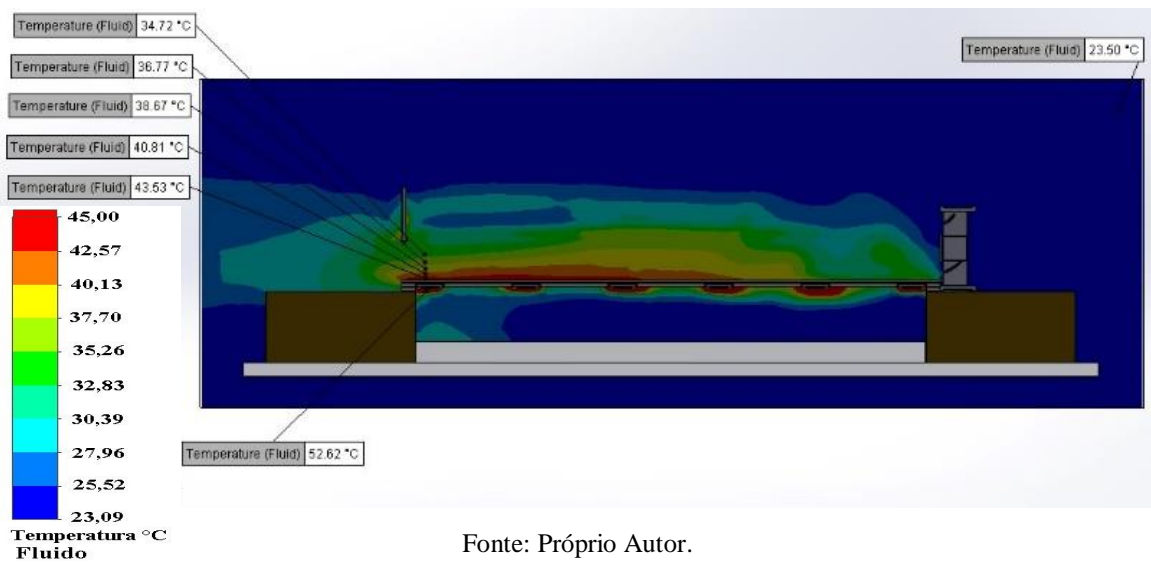 Temperature (Fluid) 34.72 °C
Temperature (Fluid) 36.77 °C
Temperature (Fluid) 38.67 °C
Temperature (Fluid) 40.81 °C
Temperature (Fluid) 43.53 °C
Temperature (Fluid) 23.50 °C
45,00
42,57
40,13
37,70
35,26
32,83
30,39
27,96
25,52
23,09
Temperatura °C
Fluido
Temperature (Fluid) 52.62 °C
Fonte: Próprio Autor.